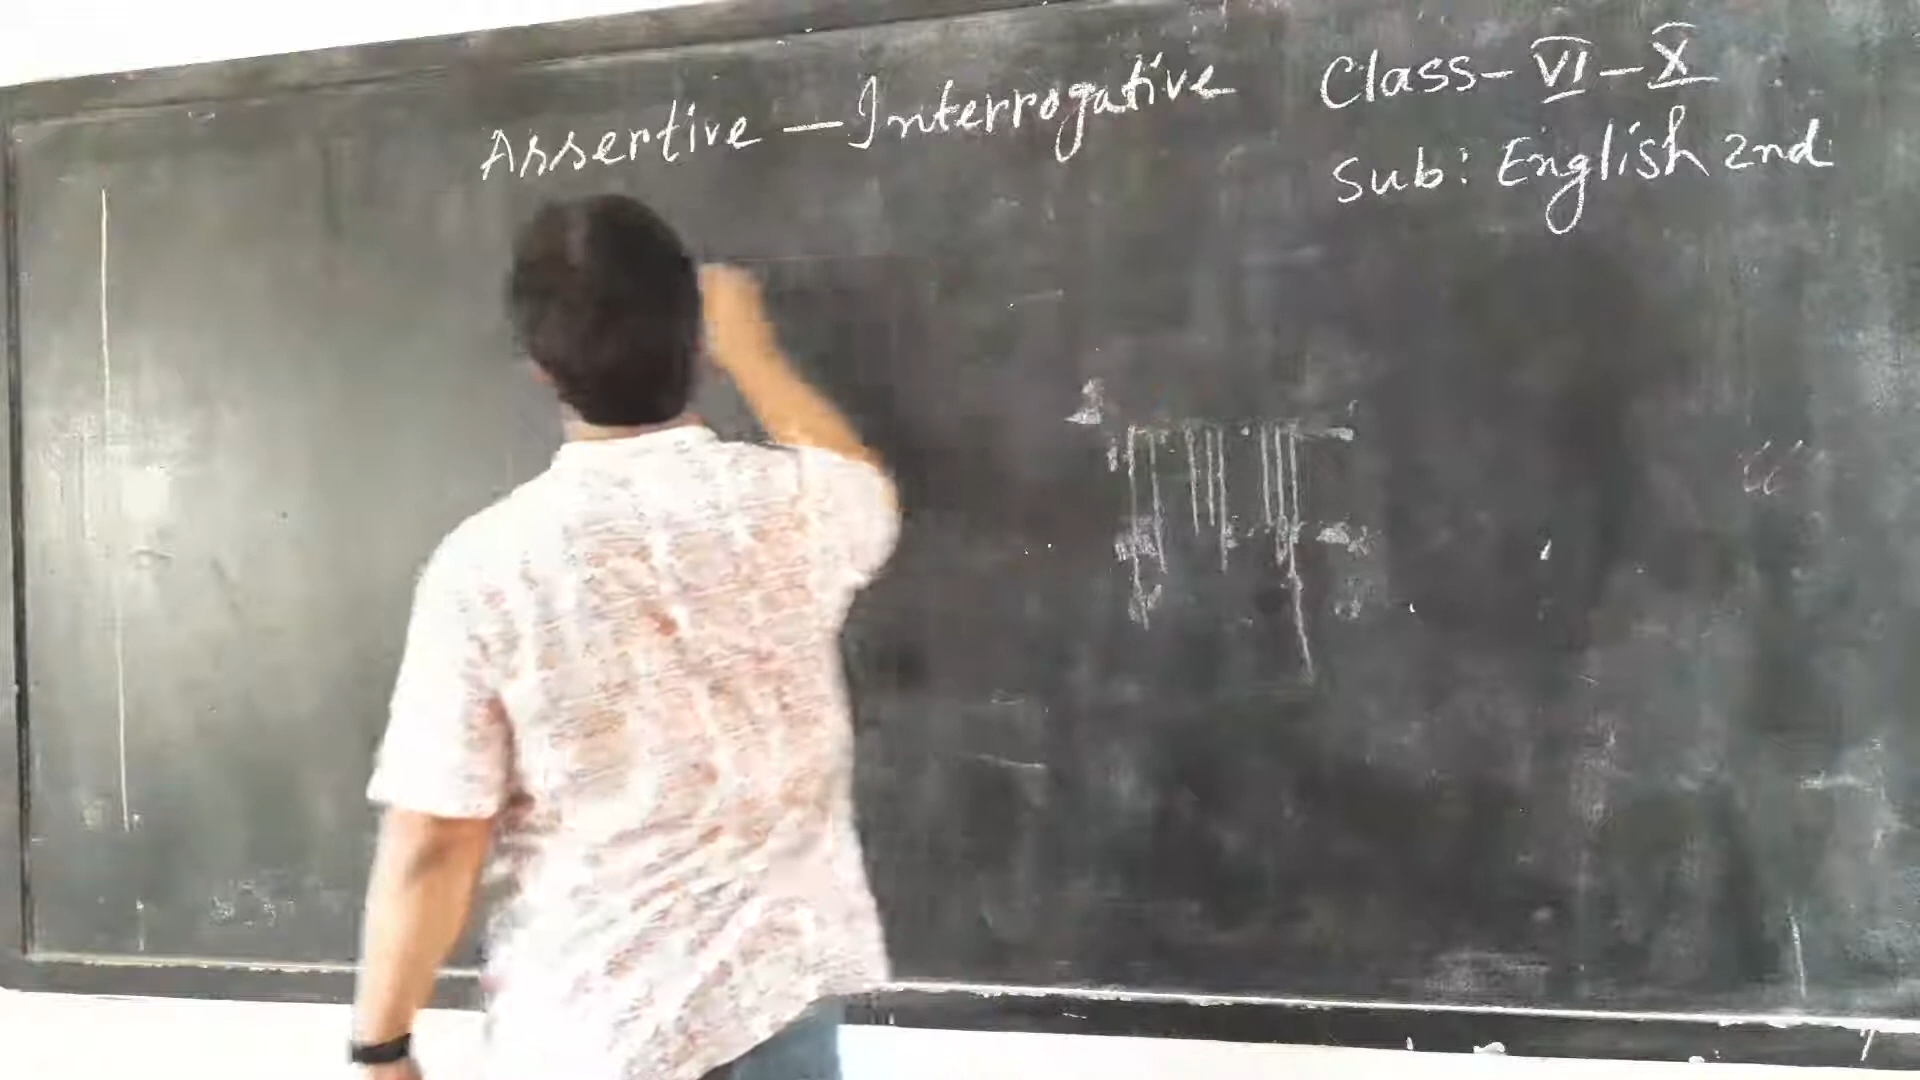 Assertive – Interrogative
Class – VI – X
Sub: English 2nd